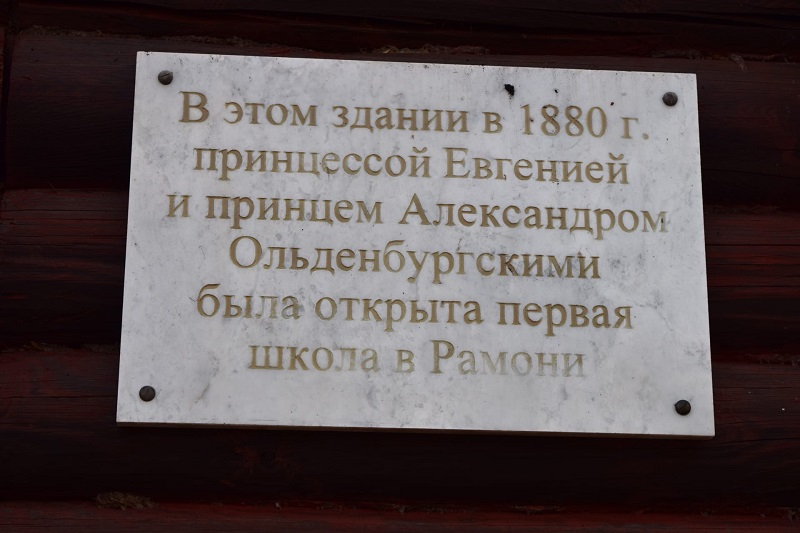 В этом здании в 1880 г.
принцессой Евгенией
и принцем Александром
Ольденбургскими
была открыта первая
школа в Рамони